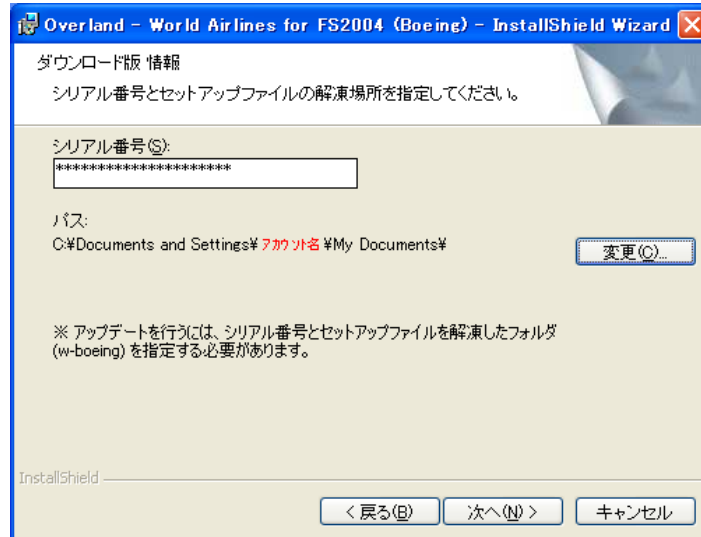 Overland - World Airlines for FS2004 (Boeing) - InstallShield Wizard
ダウンロード版 情報
シリアル番号とセットアップファイルの解凍場所を指定してください。
シリアル番号(S):
*********************
パス:
C:¥Documents and Settings¥ アカウント名 ¥My Documents¥
変更(C)...
※ アップデートを行うには、シリアル番号とセットアップファイルを解凍したフォルダ
(w-boeing) を指定する必要があります。
InstallShield
< 戻る(B)
次へ(N) >
キャンセル